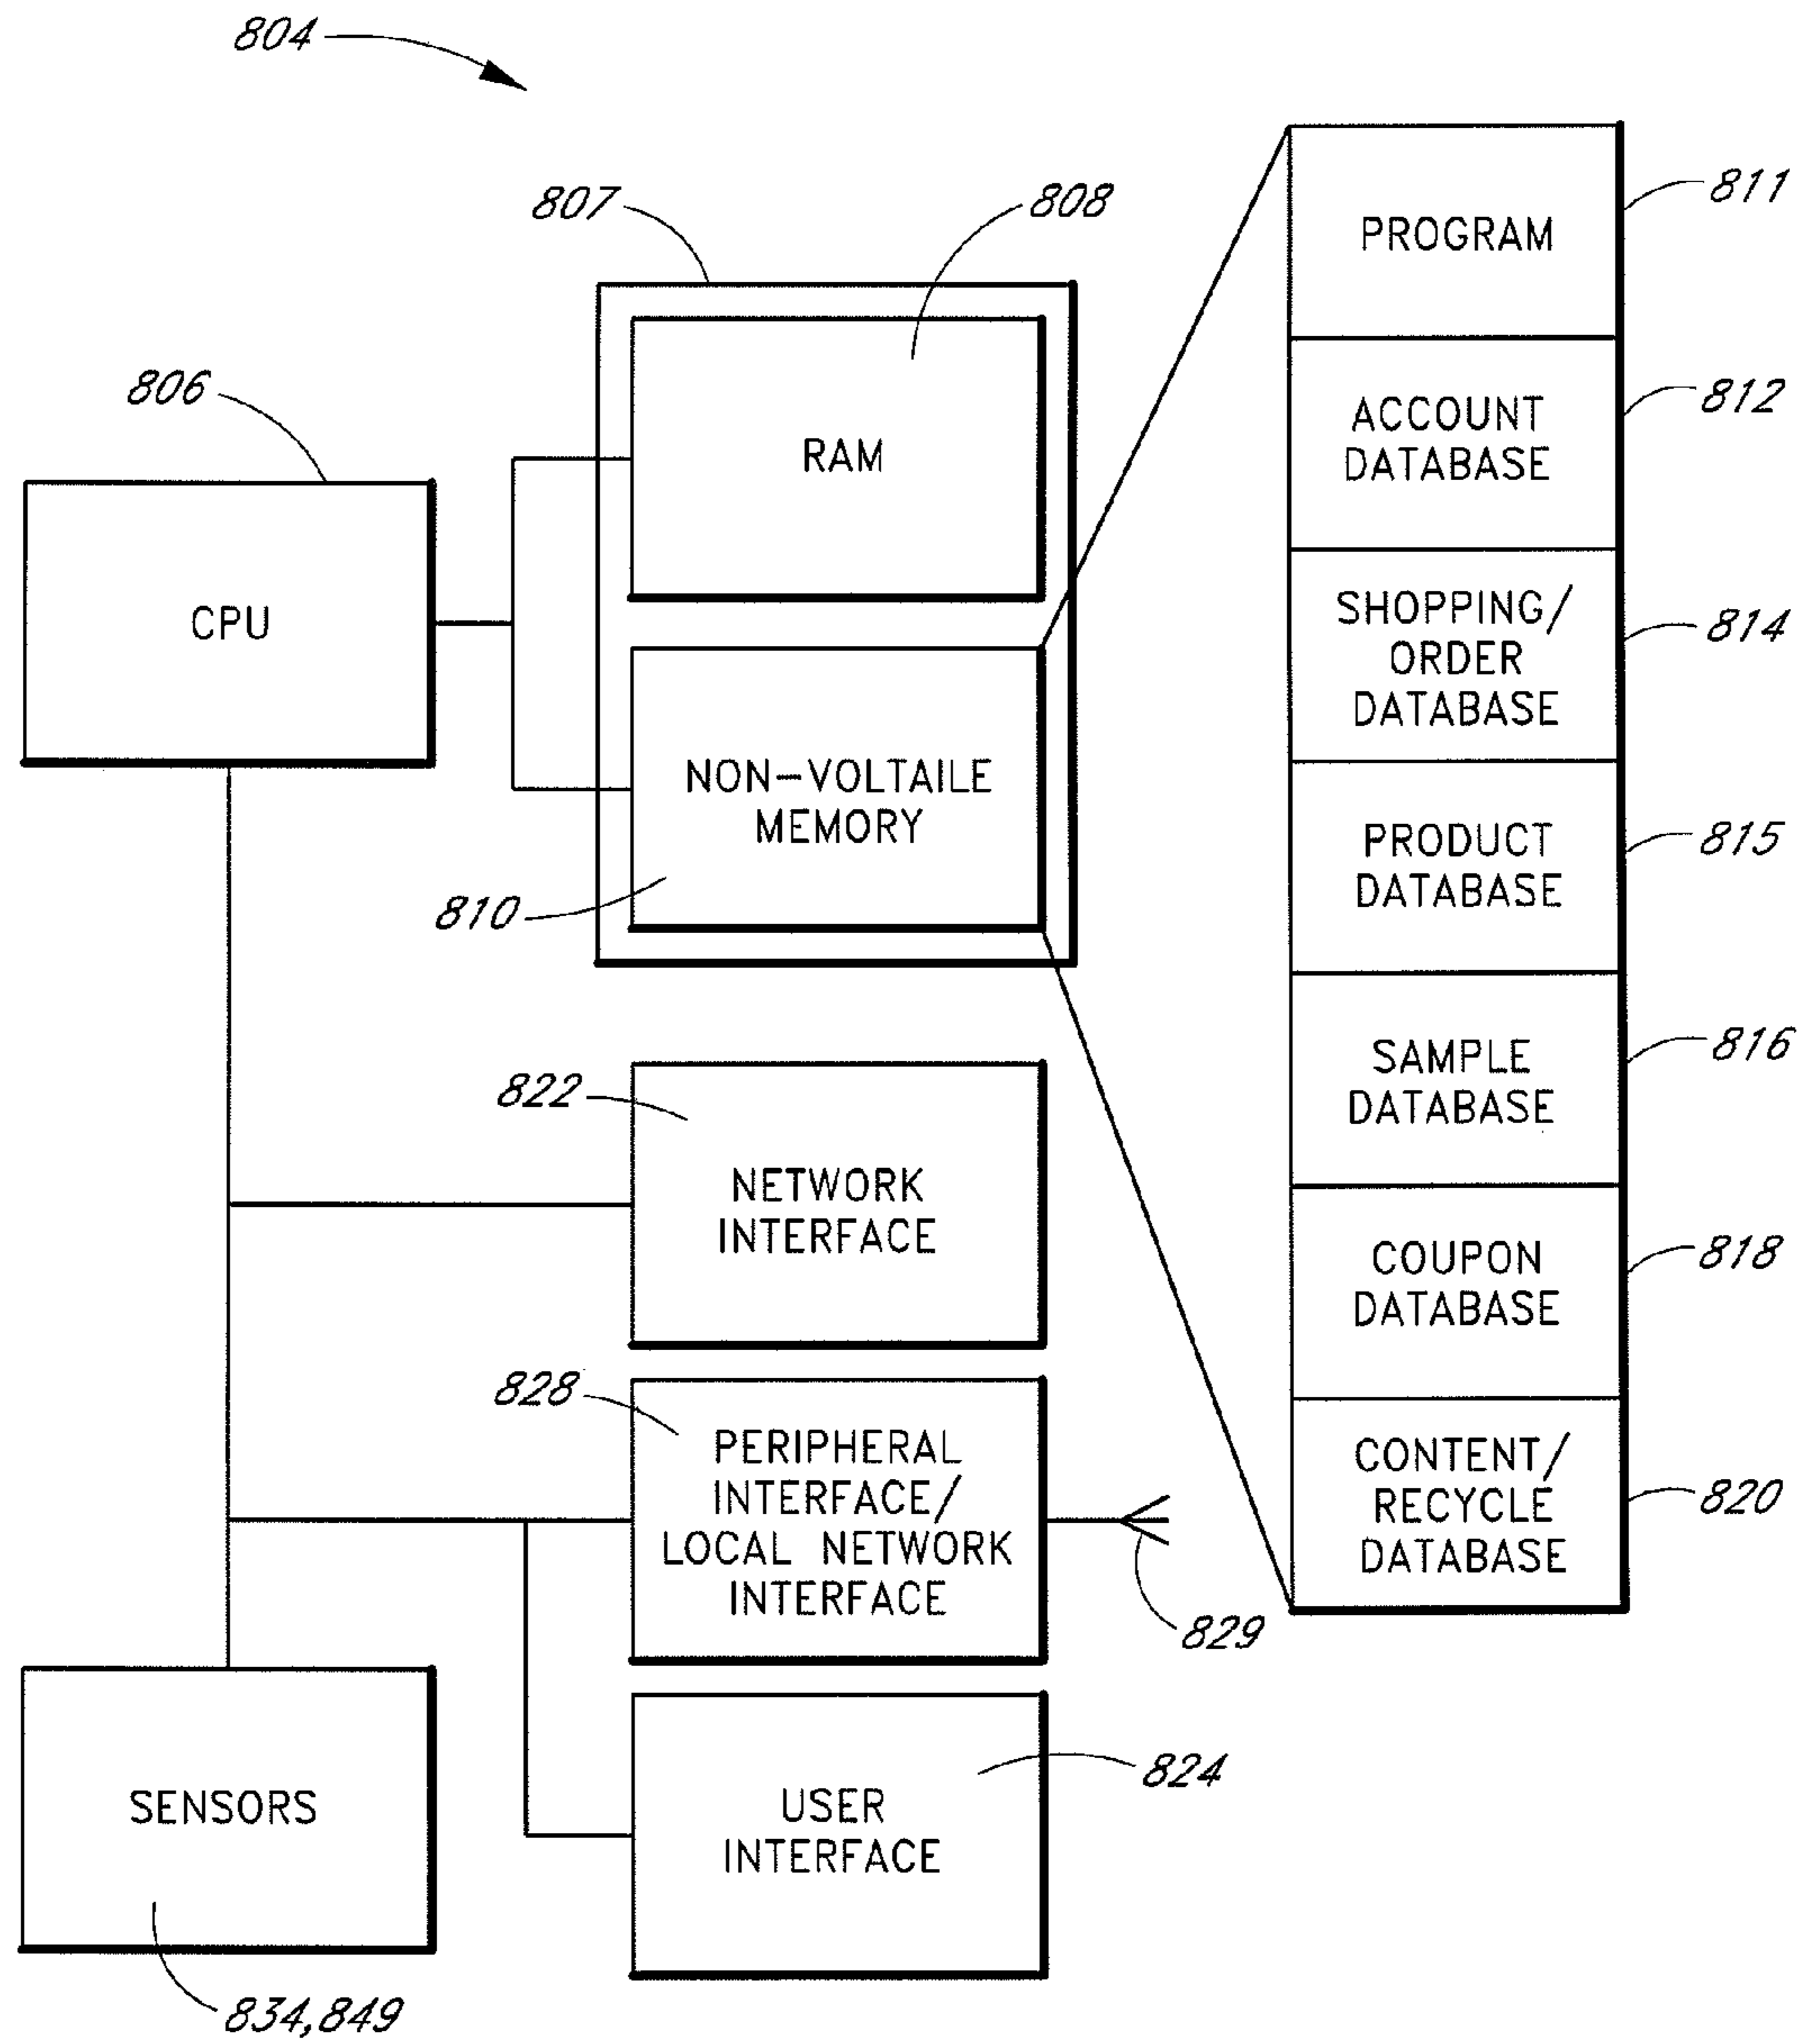 804
807
808
806
CPU
RAM
NON-VOLTAILE
MEMORY
810
PROGRAM
811
ACCOUNT
DATABASE
812
SHOPPING/
ORDER
DATABASE
814
PRODUCT
DATABASE
815
SAMPLE
DATABASE
816
COUPON
DATABASE
818
CONTENT/
RECYCLE
DATABASE
820
822
NETWORK
INTERFACE
828
PERIPHERAL
INTERFACE/
LOCAL NETWORK
INTERFACE
829
SENSORS
834,849
USER
INTERFACE
824